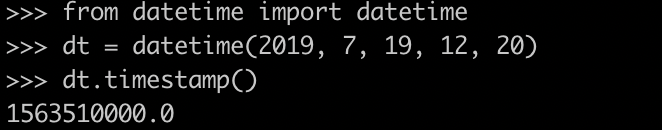 >>> from datetime import datetime
>>> dt = datetime(2019, 7, 19, 12, 20)
>>> dt.timestamp()
1563510000.0